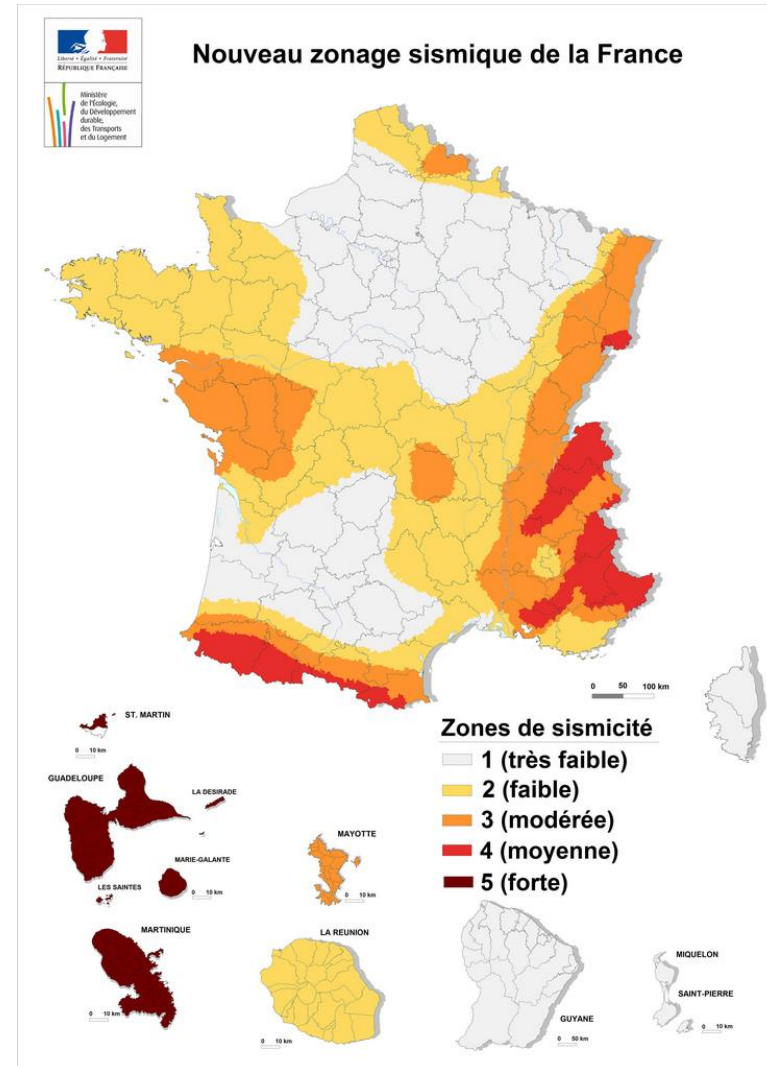 Liberté • Égalité • Fraternité
RÉPUBLIQUE FRANÇAISE
Ministère
de l'Écologie,
du Développement
durable,
des Transports
et du Logement
Nouveau zonage sismique de la France
0 50 100 km
ST. MARTIN
0 10 km
GUADELOUPE
LA DESIRADE
MARIE-GALANTE
LES SAINTES
0 10 km
0 10 km
MAYOTTE
0 10 km
Zones de sismicité
1 (très faible)
2 (faible)
3 (modérée)
4 (moyenne)
5 (forte)
MARTINIQUE
0 10 km
LA REUNION
0 10 km
GUYANE
0 50 km
MIQUELON
SAINT-PIERRE
0 10 km